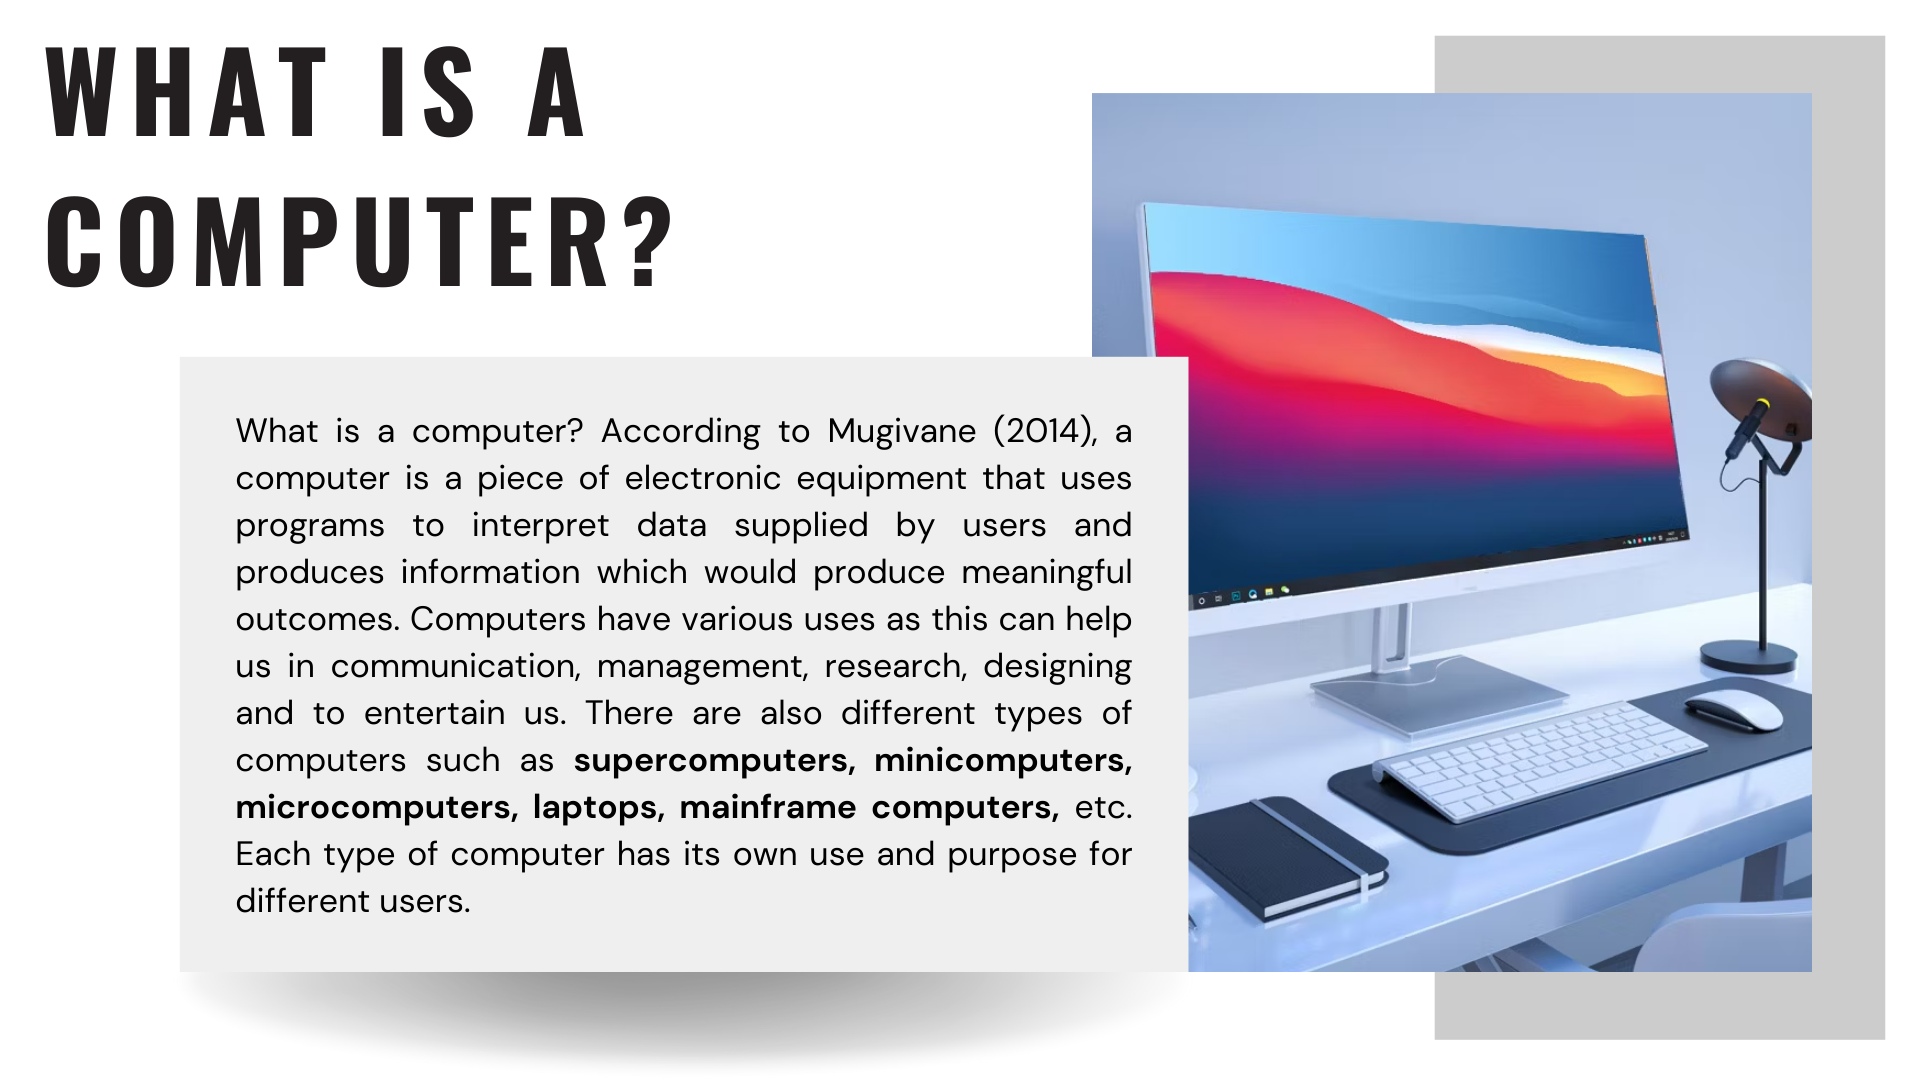 WHAT IS A
COMPUTER?
What is a computer? According to Mugivane (2014), a
computer is a piece of electronic equipment that uses
programs to interpret data supplied by users and
produces information which would produce meaningful
outcomes. Computers have various uses as this can help
us in communication, management, research, designing
and to entertain us. There are also different types of
computers such as supercomputers, minicomputers,
microcomputers, laptops, mainframe computers, etc.
Each type of computer has its own use and purpose for
different users.